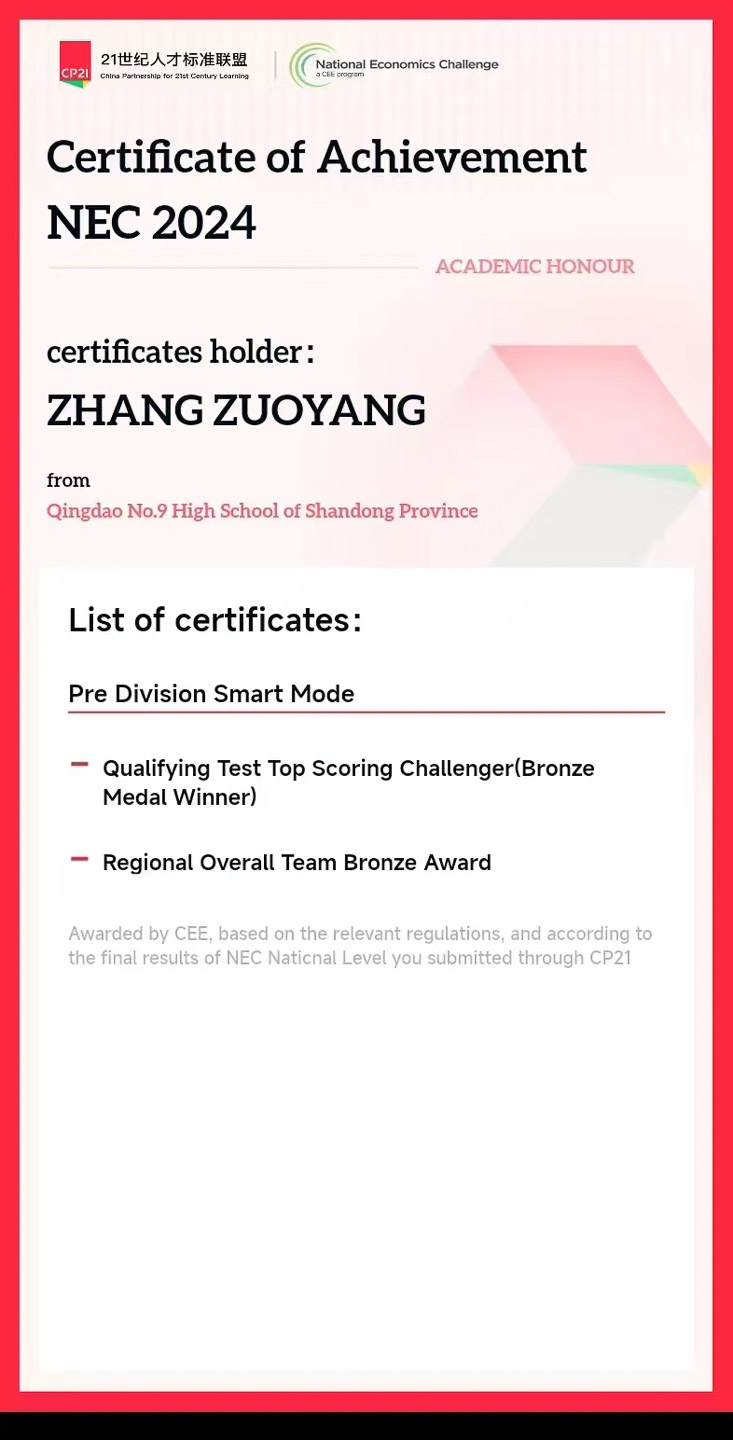 CP21
21世纪人才标准联盟
China Partnership for 21st Century Learning
National Economics Challenge
a CEE program
Certificate of Achievement
NEC 2024
ACADEMIC HONOUR
certificates holder:
ZHANG ZUOYANG
from
Qingdao No.9 High School of Shandong Province
List of certificates:
Pre Division Smart Mode
Qualifying Test Top Scoring Challenger(Bronze
Medal Winner)
Regional Overall Team Bronze Award
Awarded by CEE, based on the relevant regulations, and according to
the final results of NEC Naticnal Level you submitted through CP21